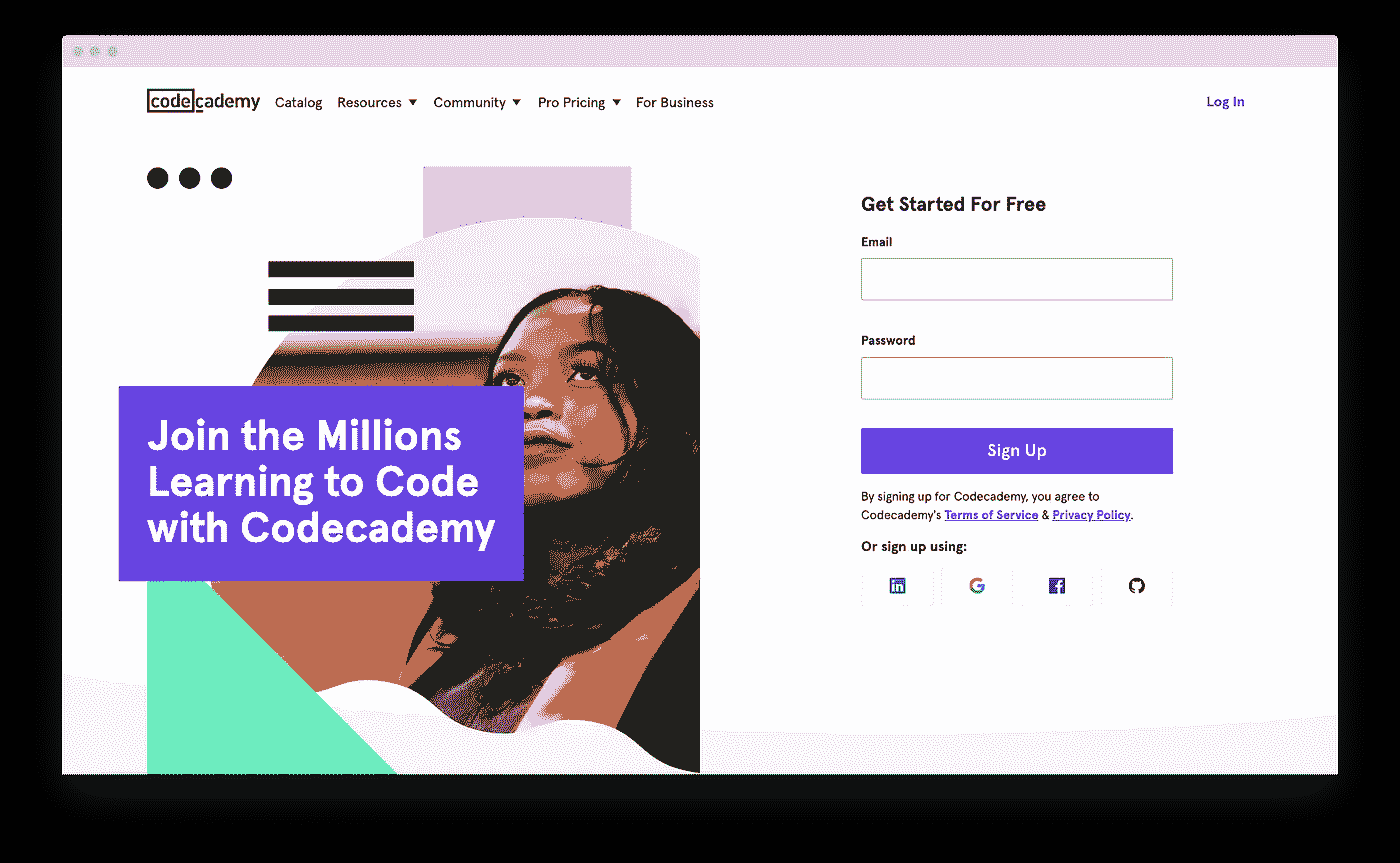 codecademy Catalog Resources Community Pro Pricing For Business Log In
Join the Millions
Learning to Code
with Codecademy
Get Started For Free
Email
Password
Sign Up
By signing up for Codecademy, you agree to
Codecademy's Terms of Service & Privacy Policy.
Or sign up using:
in G f